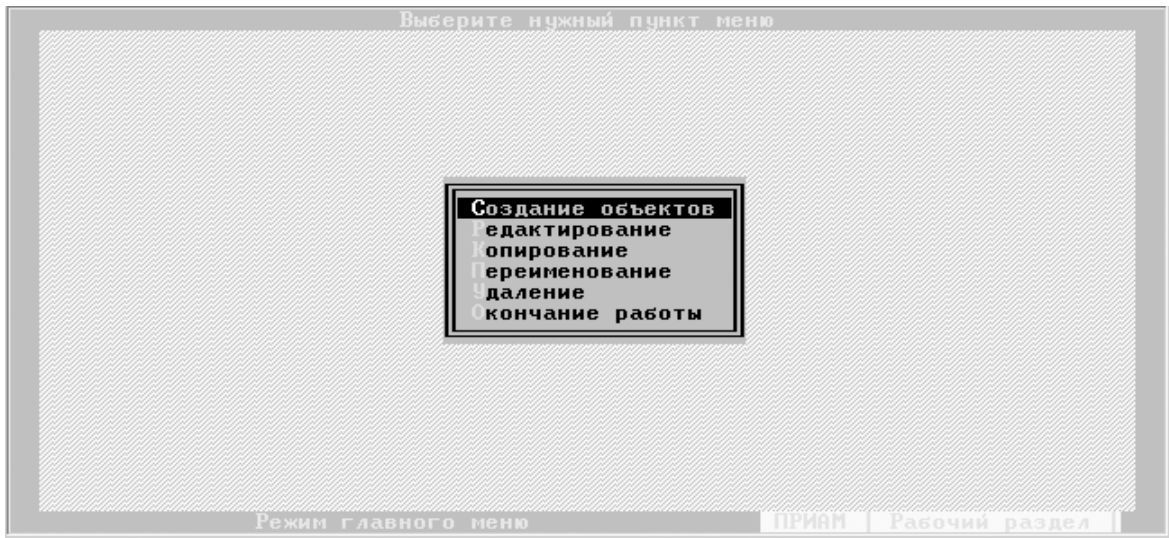 Выберите нужный пункт меню
Создание объектов
Редактирование
Копирование
Переименование
Удаление
Окончание работы
Режим главного меню ПРИАМ Рабочий раздел